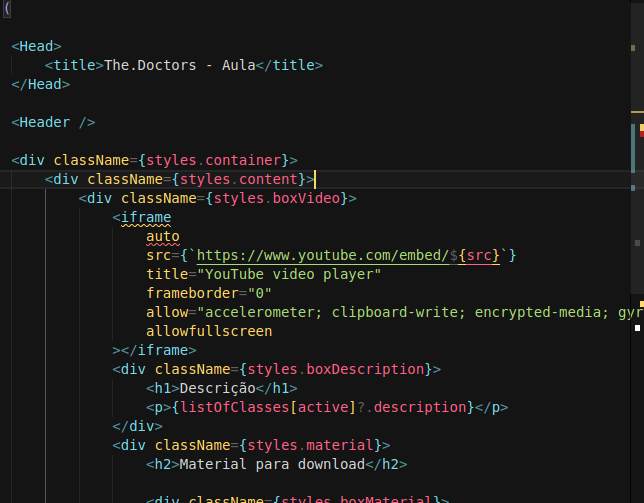 (
<Head>
<title>The.Doctors - Aula</title>
</Head>
<Header />
<div className={styles.container}>
<div className={styles.content}>
<div className={styles.boxVideo}>
<iframe
auto
src={`https://www.youtube.com/embed/${src}`}
title="YouTube video player"
frameborder="0"
allow="accelerometer; clipboard-write; encrypted-media; gyr
allowfullscreen
></iframe>
<div className={styles.boxDescription}>
<h1>Descrição</h1>
<p>{listOfClasses[active]?.description}</p>
</div>
<div className={styles.material}>
<h2>Material para download</h2>
<div className={styles.boxMaterial}>